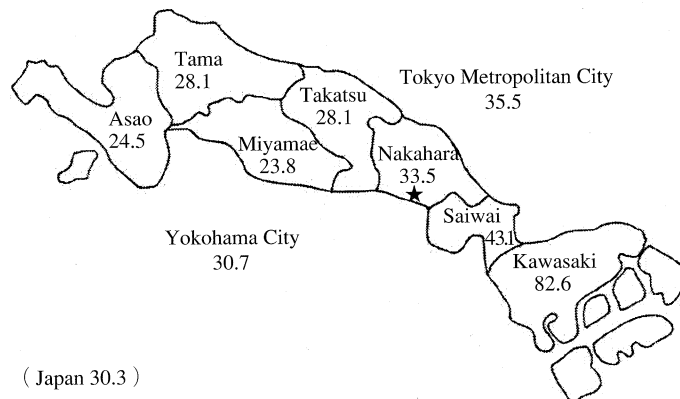 Tama
28.1
Tokyo Metropolitan City
35.5
Takatsu
28.1
Asao
24.5
Miyamae
23.8
Nakahara
33.5
Saiwai
43.1
Yokohama City
30.7
Kawasaki
82.6
( Japan 30.3 )